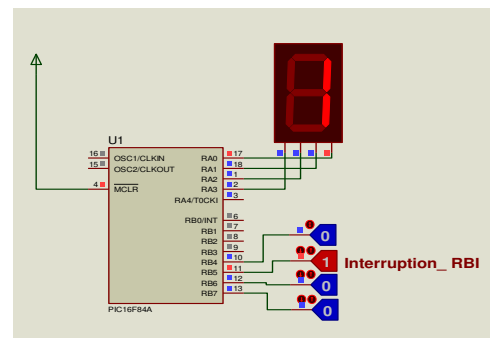 U1
16 OSC1/CLKIN RA0 17
15 OSC2/CLKOUT RA1 18
RA2 1
4 MCLR RA3 2
RA4/T0CKI 3
RB0/INT 6
RB1 7
RB2 8
RB3 9
RB4 10
RB5 11
RB6 12
RB7 13
PIC16F84A
1
0
1 Interruption_ RBI
0
0